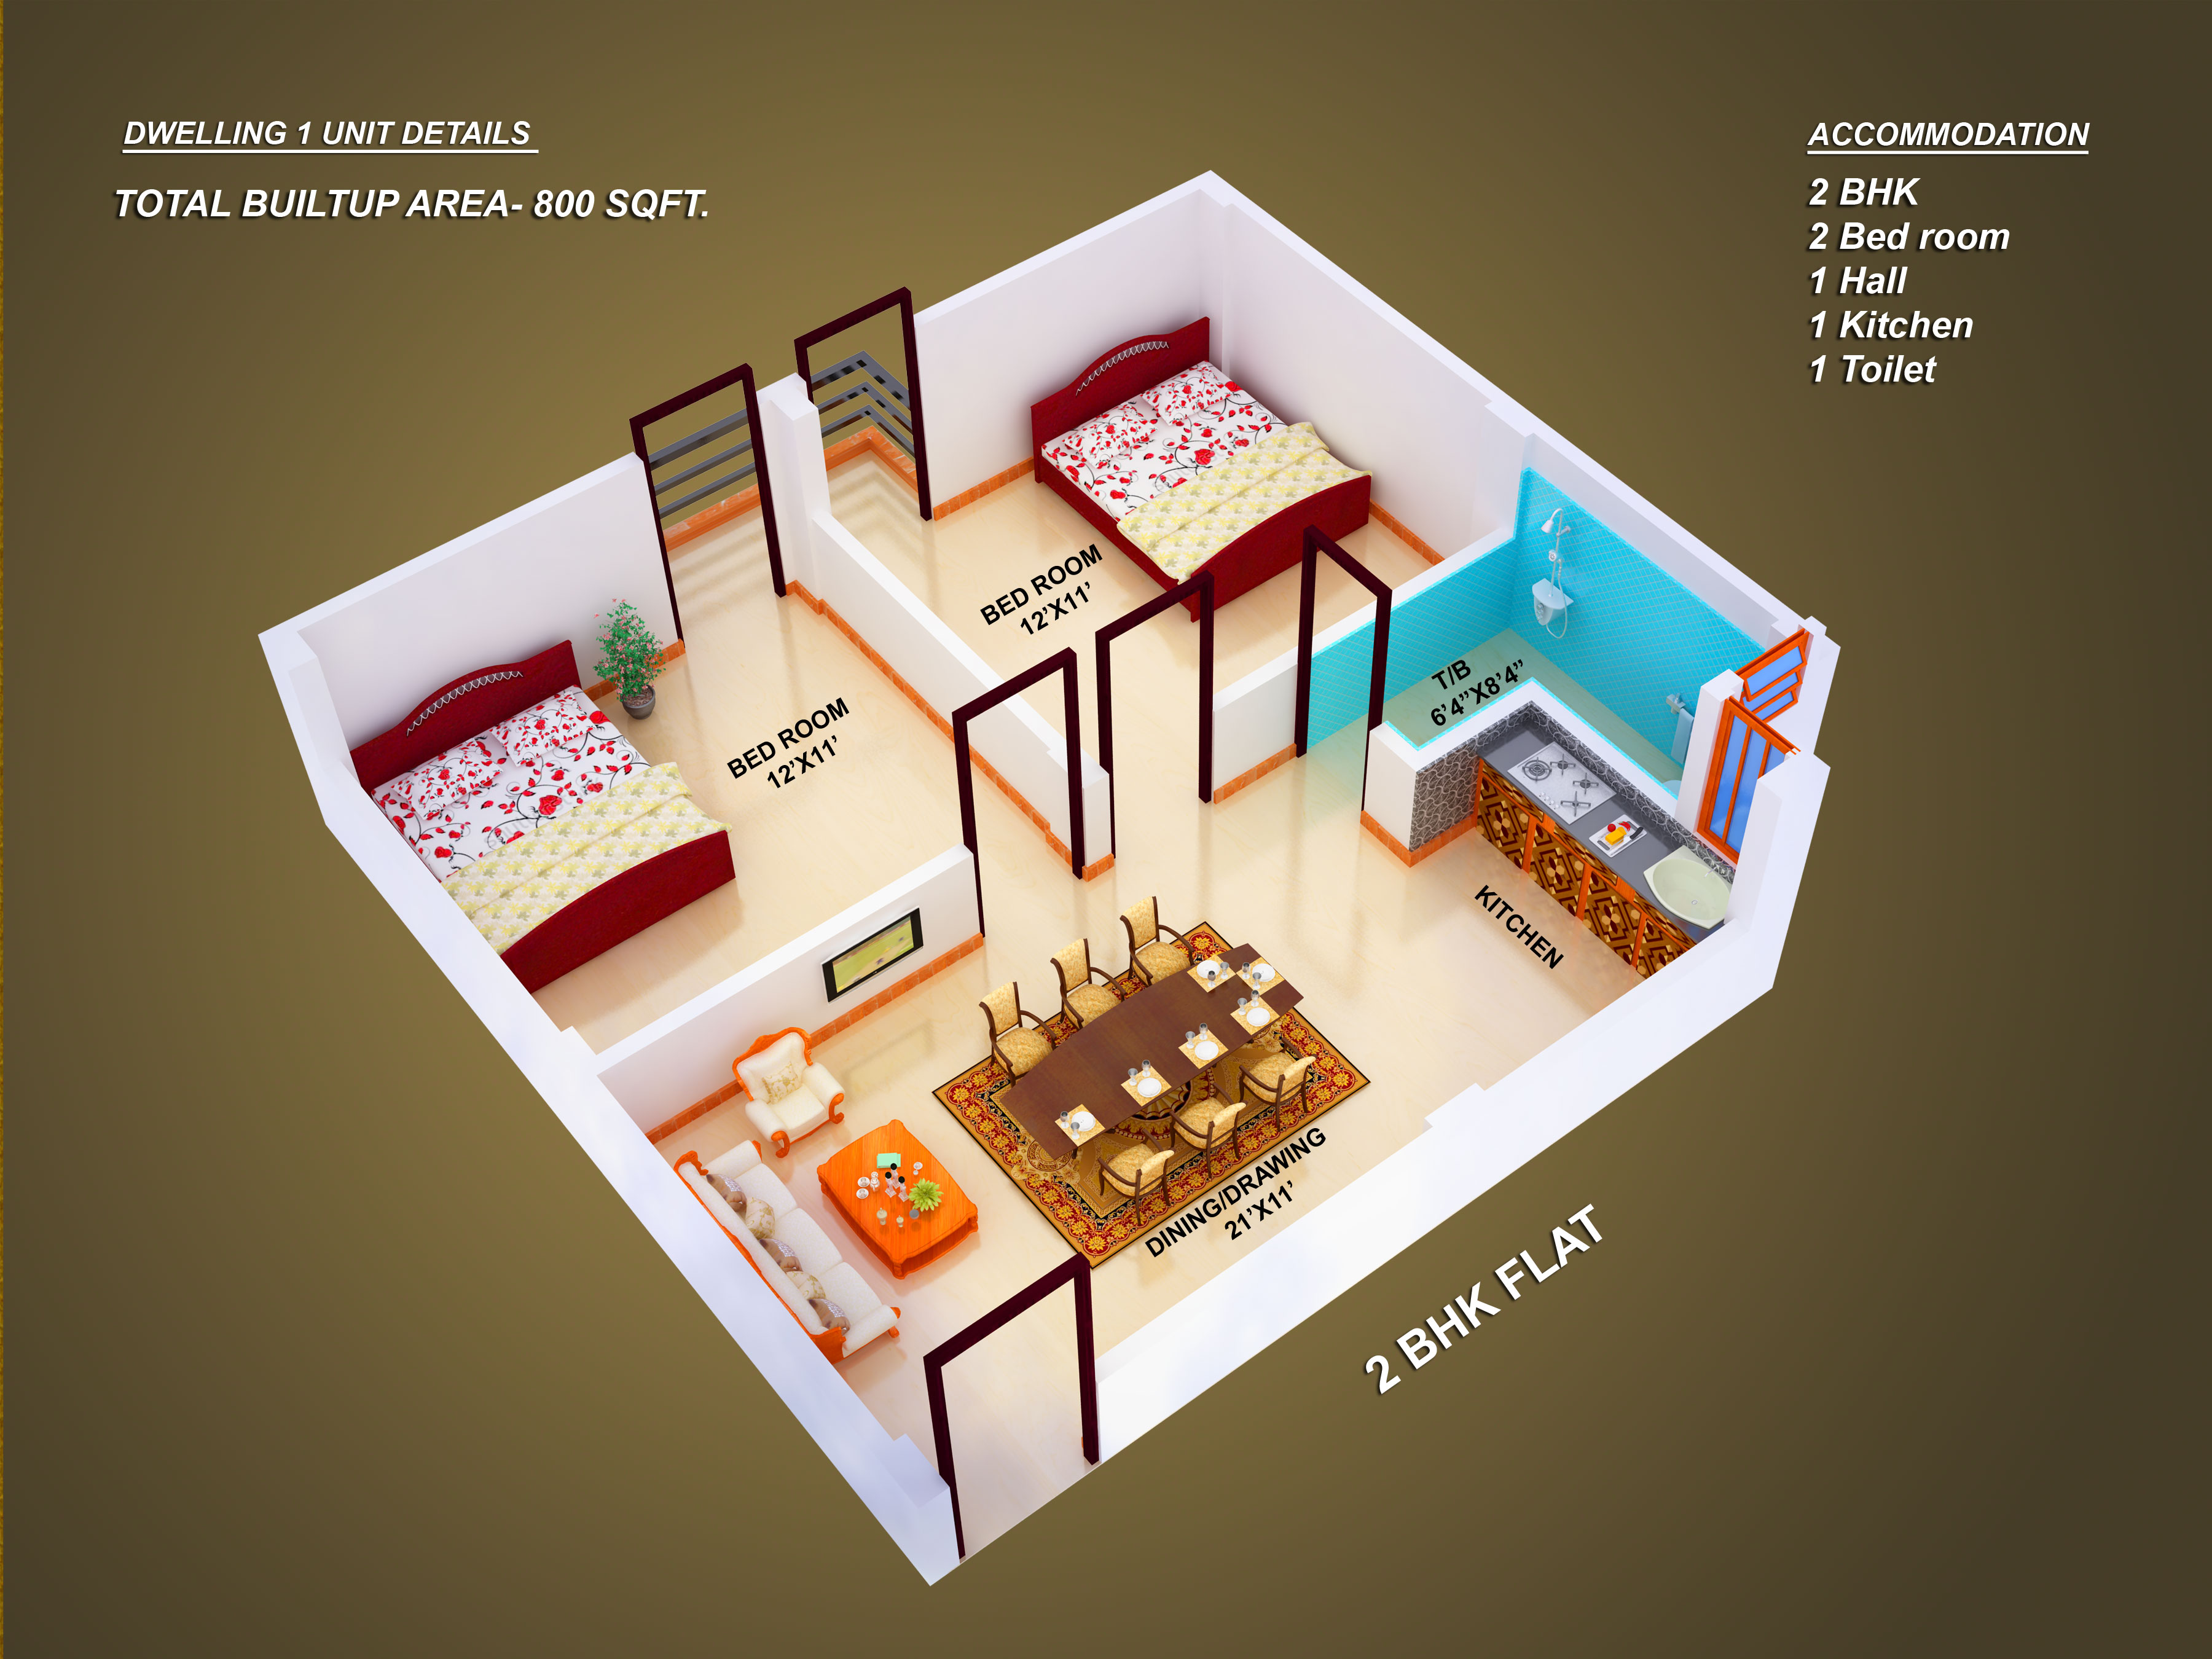 DWELLING 1 UNIT DETAILS
TOTAL BUILTUP AREA- 800 SQFT.
ACCOMMODATION
2 BHK
2 Bed room
1 Hall
1 Kitchen
1 Toilet
BED ROOM
12’X11’
BED ROOM
12’X11’
T/B
6’4”X8’4”
KITCHEN
DINING/DRAWING
21’X11’
2 BHK FLAT